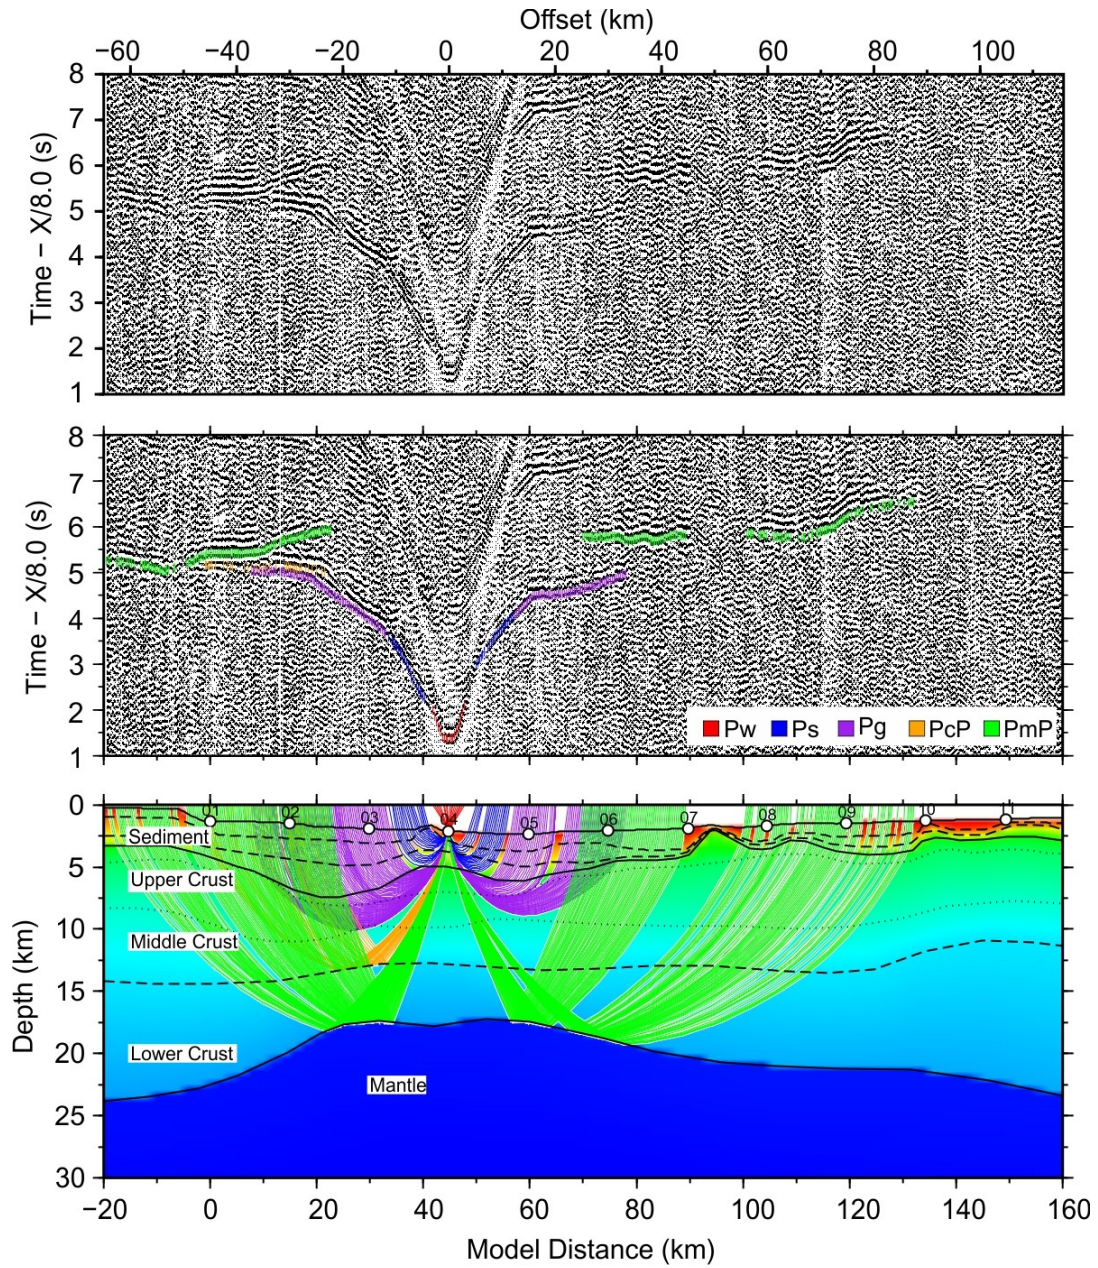 Offset (km)
−60 −40 −20 0 20 40 60 80 100
8
7
6
5
4
3
2
1
Time − X/8.0 (s)
8
7
6
5
4
3
2
1
Time − X/8.0 (s)
Pw Ps Pg PcP PmP
0
5
10
15
20
25
30
Depth (km)
01 02 03 04 05 06 07 08 09 10 11
Sediment
Upper Crust
Middle Crust
Lower Crust
Mantle
−20 0 20 40 60 80 100 120 140 160
Model Distance (km)